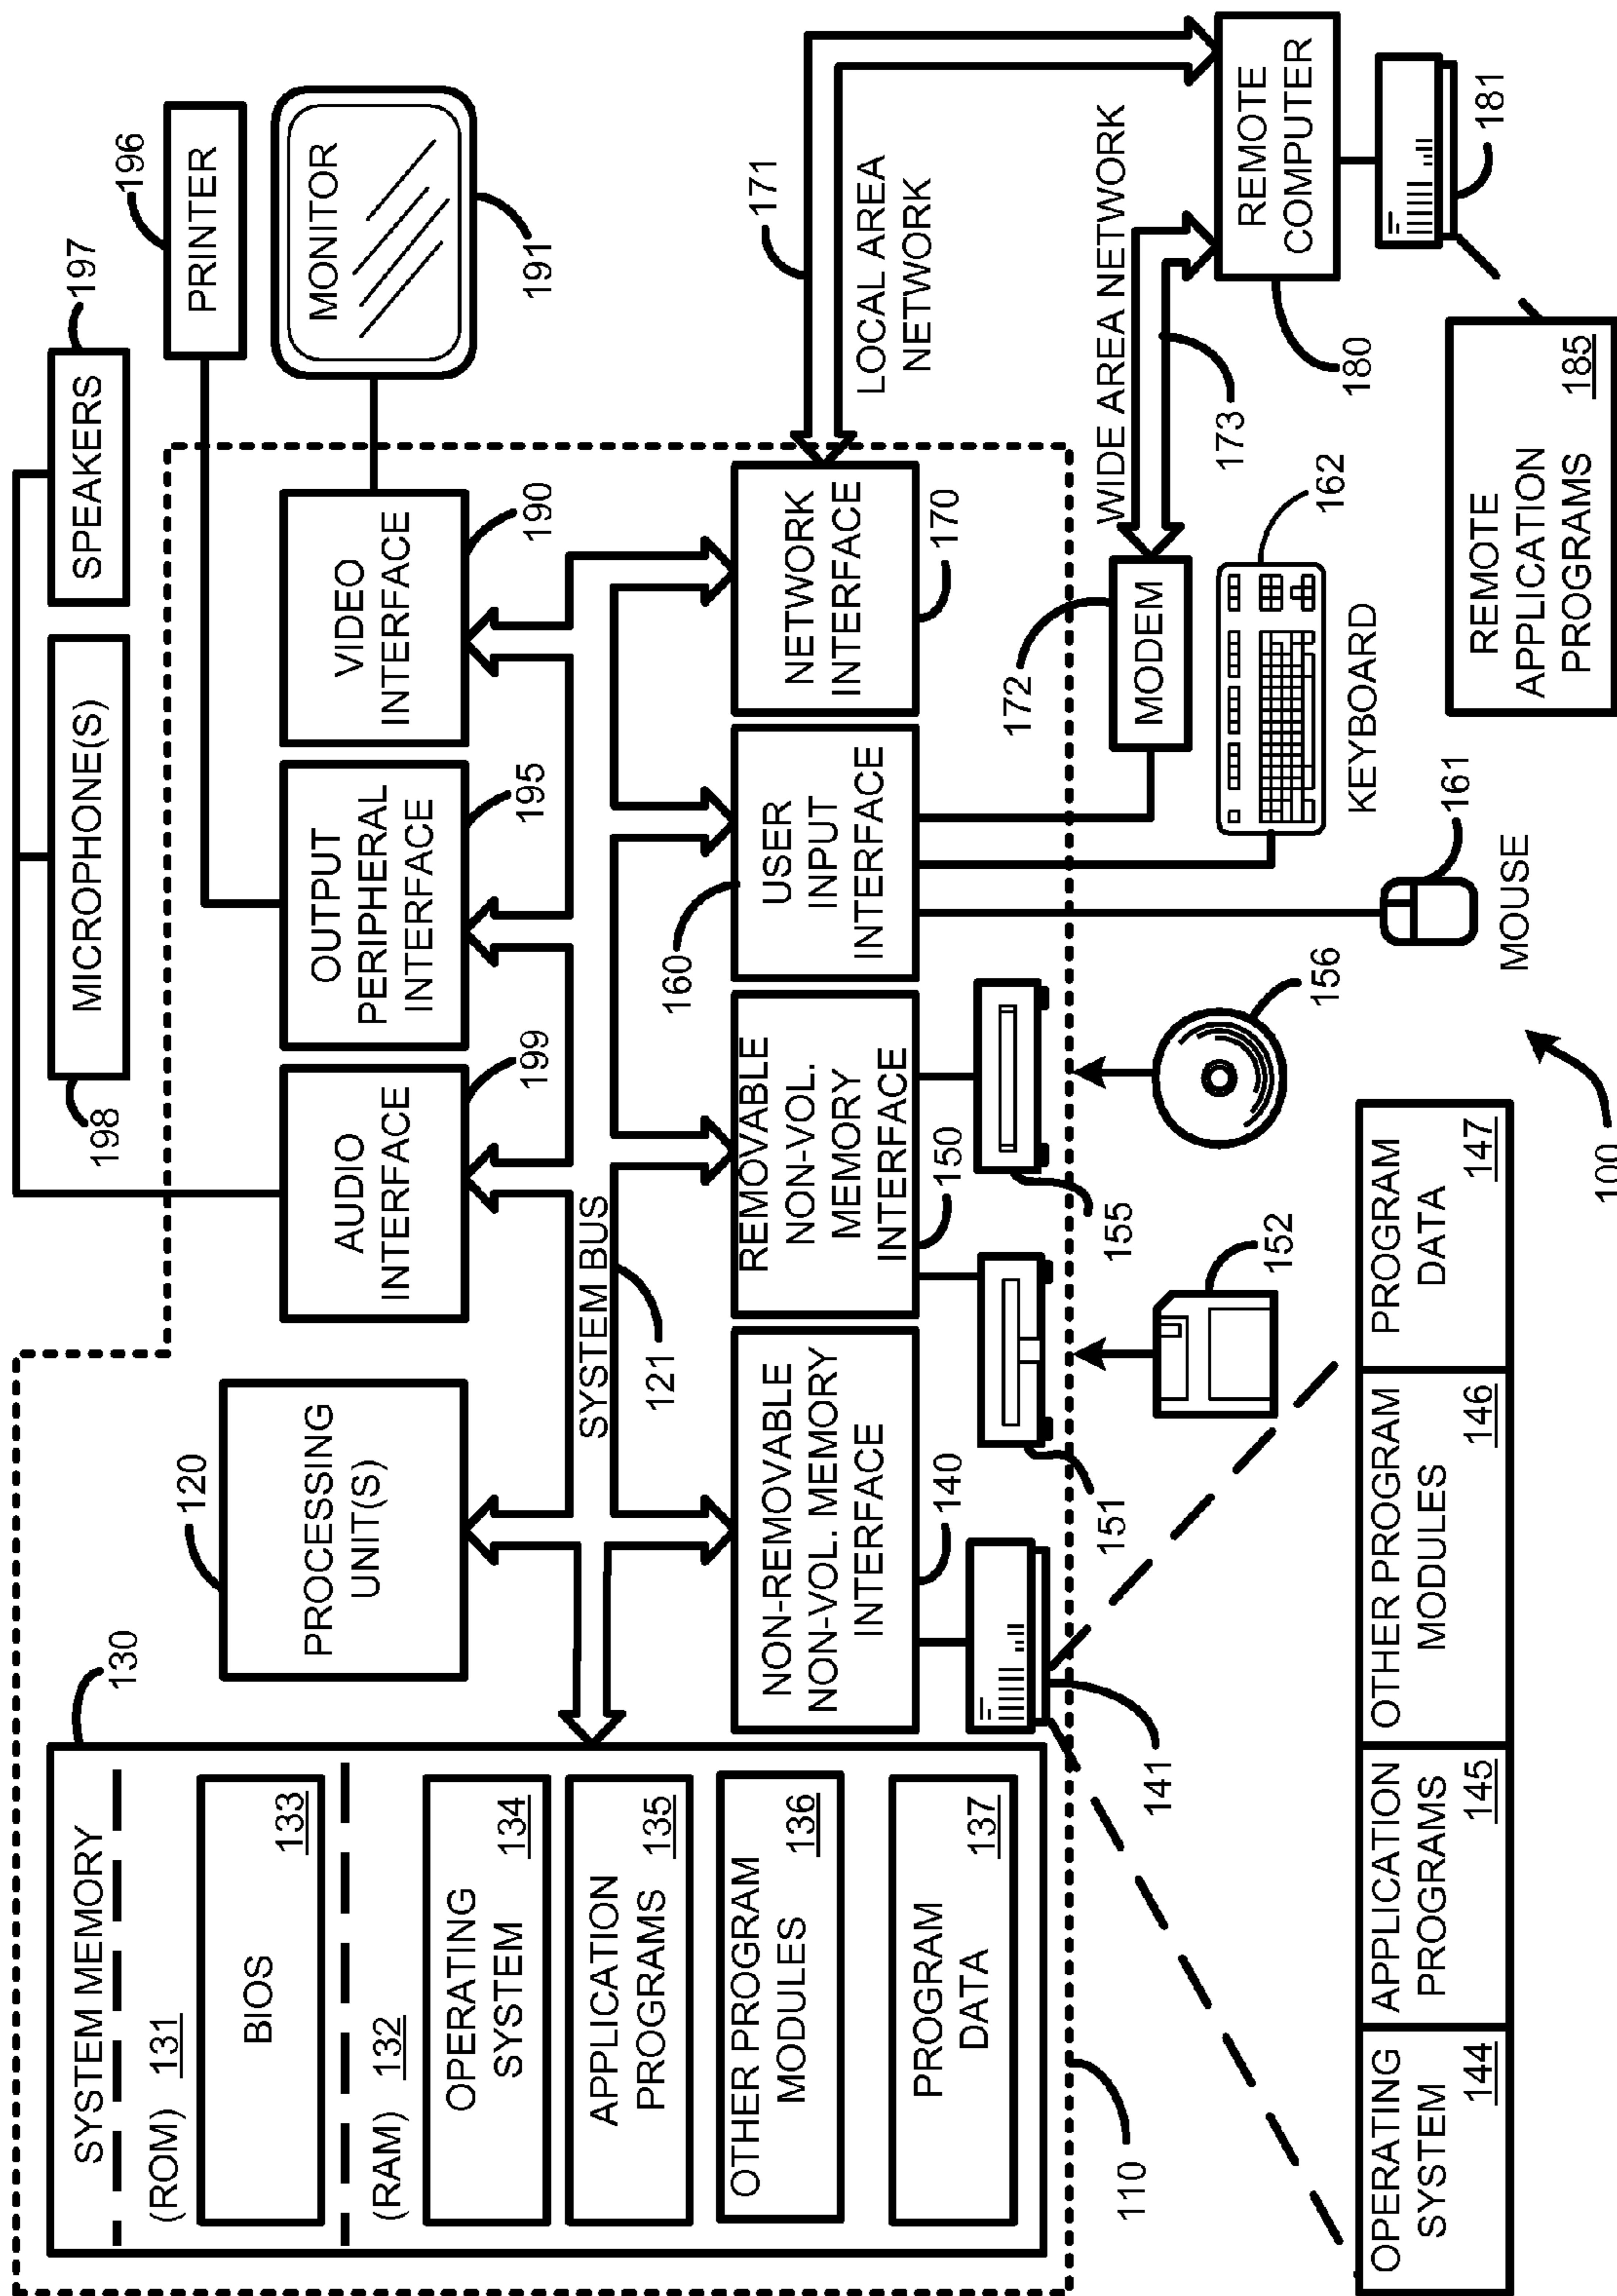 SYSTEM MEMORY
(ROM) 131
BIOS
133
(RAM) 132
OPERATING
SYSTEM 134
APPLICATION
PROGRAMS 135
OTHER PROGRAM
MODULES 136
PROGRAM
DATA 137
130
110
PROCESSING
UNIT(S)
120
SYSTEM BUS
121
198
MICROPHONE(S)
SPEAKERS
197
196
PRINTER
MONITOR
191
AUDIO
INTERFACE
199
OUTPUT
PERIPHERAL
INTERFACE
195
VIDEO
INTERFACE
190
NON-REMOVABLE
NON-VOL. MEMORY
INTERFACE
140
REMOVABLE
NON-VOL.
MEMORY
INTERFACE
150
160
USER
INPUT
INTERFACE
NETWORK
INTERFACE
170
171
LOCAL AREA
NETWORK
WIDE AREA NETWORK
173
172
MODEM
141
151
155
152
156
161
MOUSE
162
KEYBOARD
REMOTE
COMPUTER
180
181
REMOTE
APPLICATION
PROGRAMS 185
OPERATING
SYSTEM 144
APPLICATION
PROGRAMS 145
OTHER PROGRAM
MODULES 146
PROGRAM
DATA 147
100